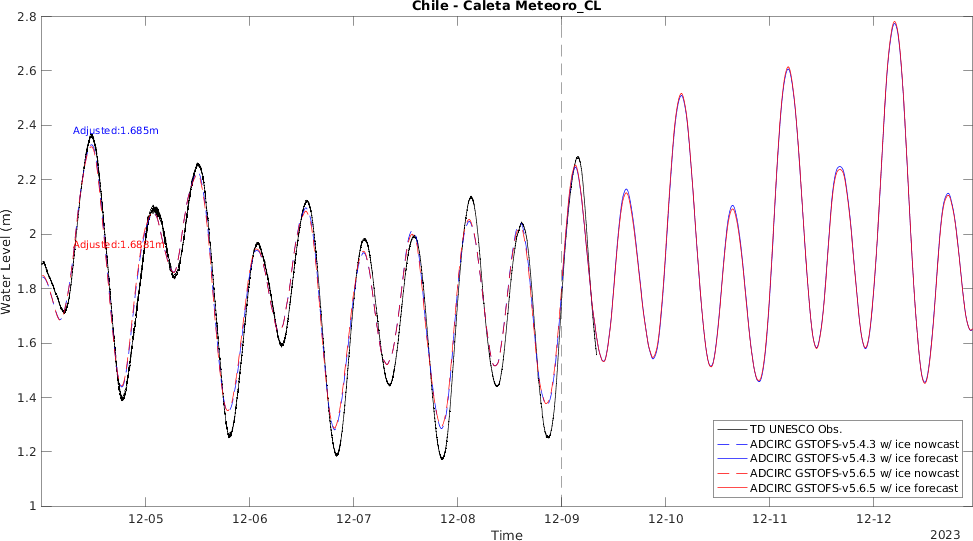 Chile - Caleta Meteoro_CL
2.8
2.6
2.4
2.2
2
1.8
1.6
1.4
1.2
1
Water Level (m)
Adjusted:1.685m
Adjusted:1.6831m
TD UNESCO Obs.
ADCIRC GSTOFS-v5.4.3 w/ ice nowcast
ADCIRC GSTOFS-v5.4.3 w/ ice forecast
ADCIRC GSTOFS-v5.6.5 w/ ice nowcast
ADCIRC GSTOFS-v5.6.5 w/ ice forecast
12-05 12-06 12-07 12-08 12-09 12-10 12-11 12-12
Time
2023